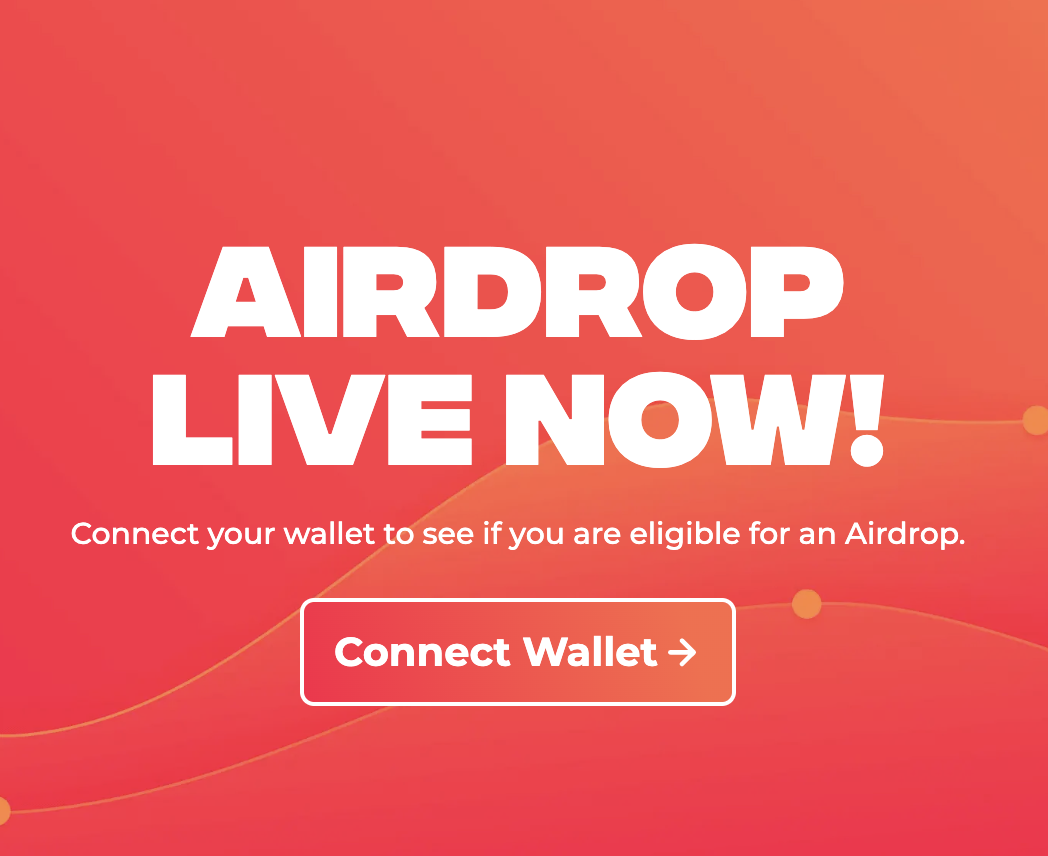 AIRDROP
LIVE NOW!
Connect your wallet to see if you are eligible for an Airdrop.
Connect Wallet →